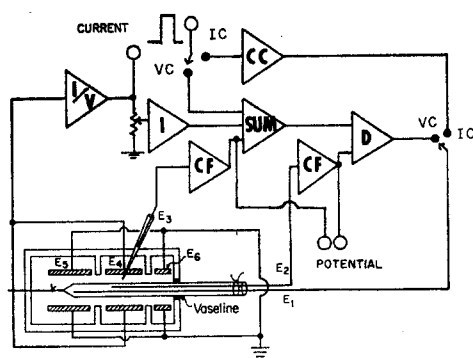 CURRENT
IC
VC
CC
I/V
I
SUM
D
VC
IC
CF
CF
E3
E5
E4
E6
E2
POTENTIAL
Vaseline
E1